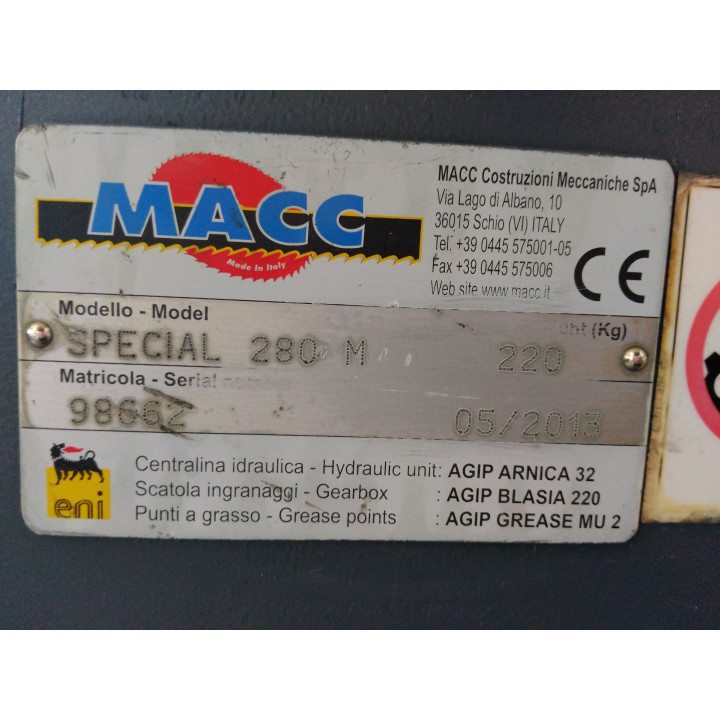 MACC
Made in Italy
MACC Costruzioni Meccaniche SpA
Via Lago di Albano, 10
36015 Schio (VI) ITALY
Tel. +39 0445 575001-05
Fax +39 0445 575006
Web site www.macc.it
CE
Modello - Model
(Kg)
SPECIAL 280 M 220
Matricola - Serial
98662 05/2013
eni
Centralina idraulica - Hydraulic unit: AGIP ARNICA 32
Scatola ingranaggi - Gearbox : AGIP BLASIA 220
Punti a grasso - Grease points : AGIP GREASE MU 2